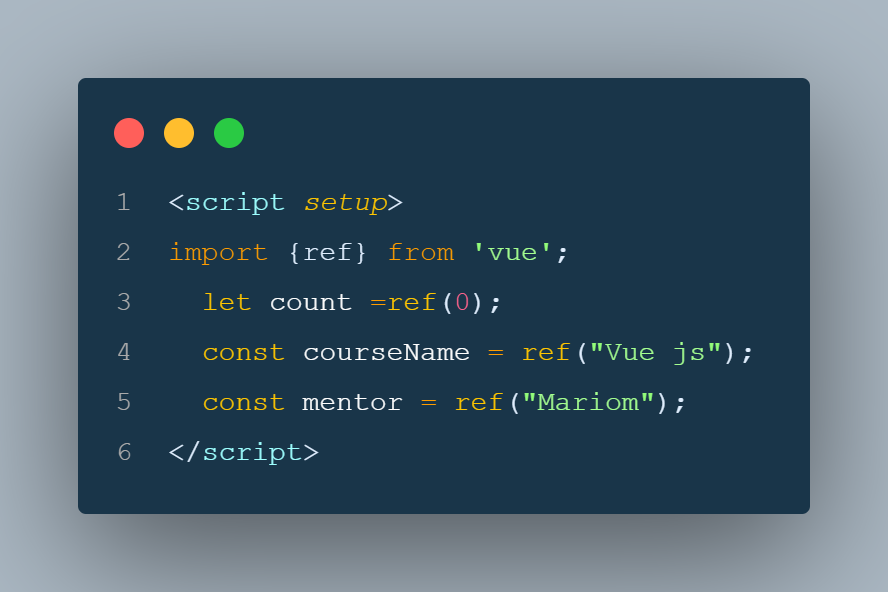 1 <script setup>
2 import {ref} from 'vue';
3   let count =ref(0);
4   const courseName = ref("Vue js");
5   const mentor = ref("Mariom");
6 </script>